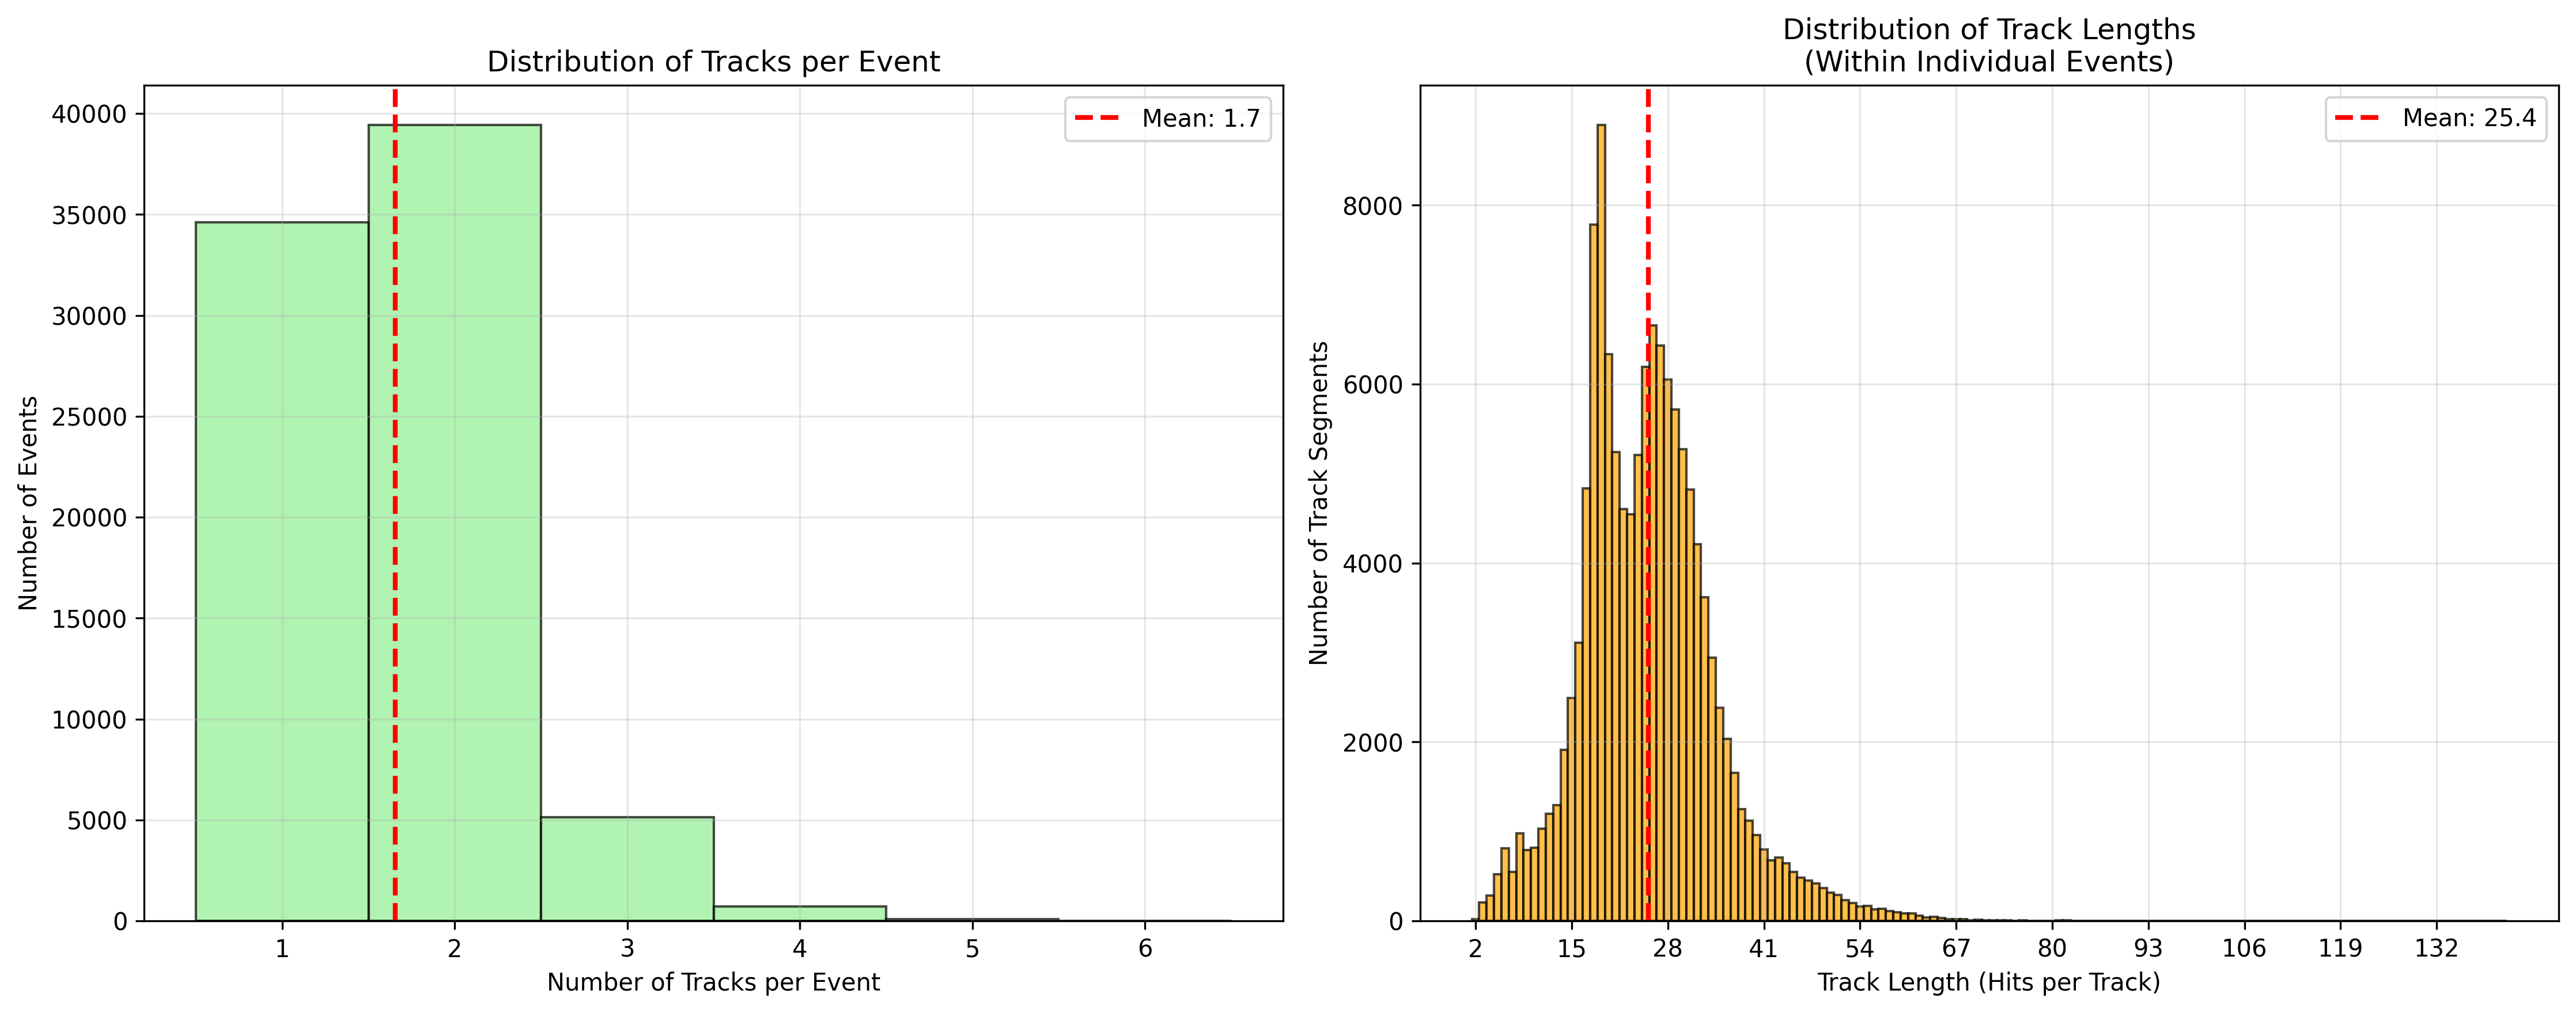 Distribution of Tracks per Event
Mean: 1.7
40000
35000
30000
25000
20000
15000
10000
5000
0
Number of Events
1 2 3 4 5 6
Number of Tracks per Event
Distribution of Track Lengths
(Within Individual Events)
Mean: 25.4
8000
6000
4000
2000
0
Number of Track Segments
2 15 28 41 54 67 80 93 106 119 132
Track Length (Hits per Track)